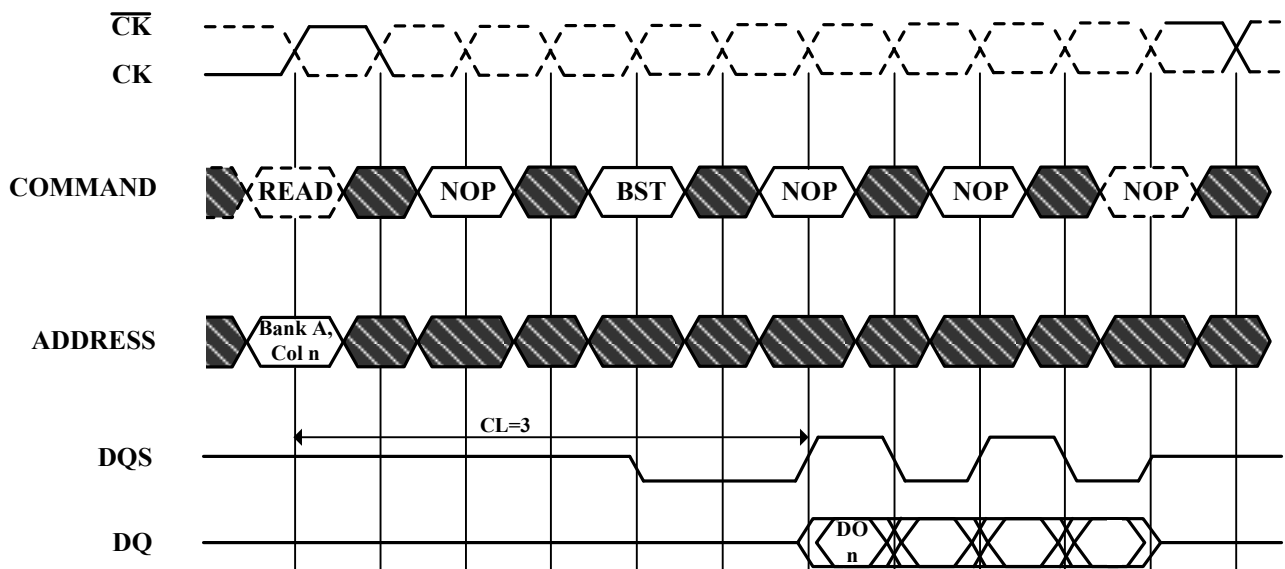 CK
CK
COMMAND READ NOP BST NOP NOP NOP
ADDRESS Bank A,
Col n
CL=3
DQS
DQ DO
n